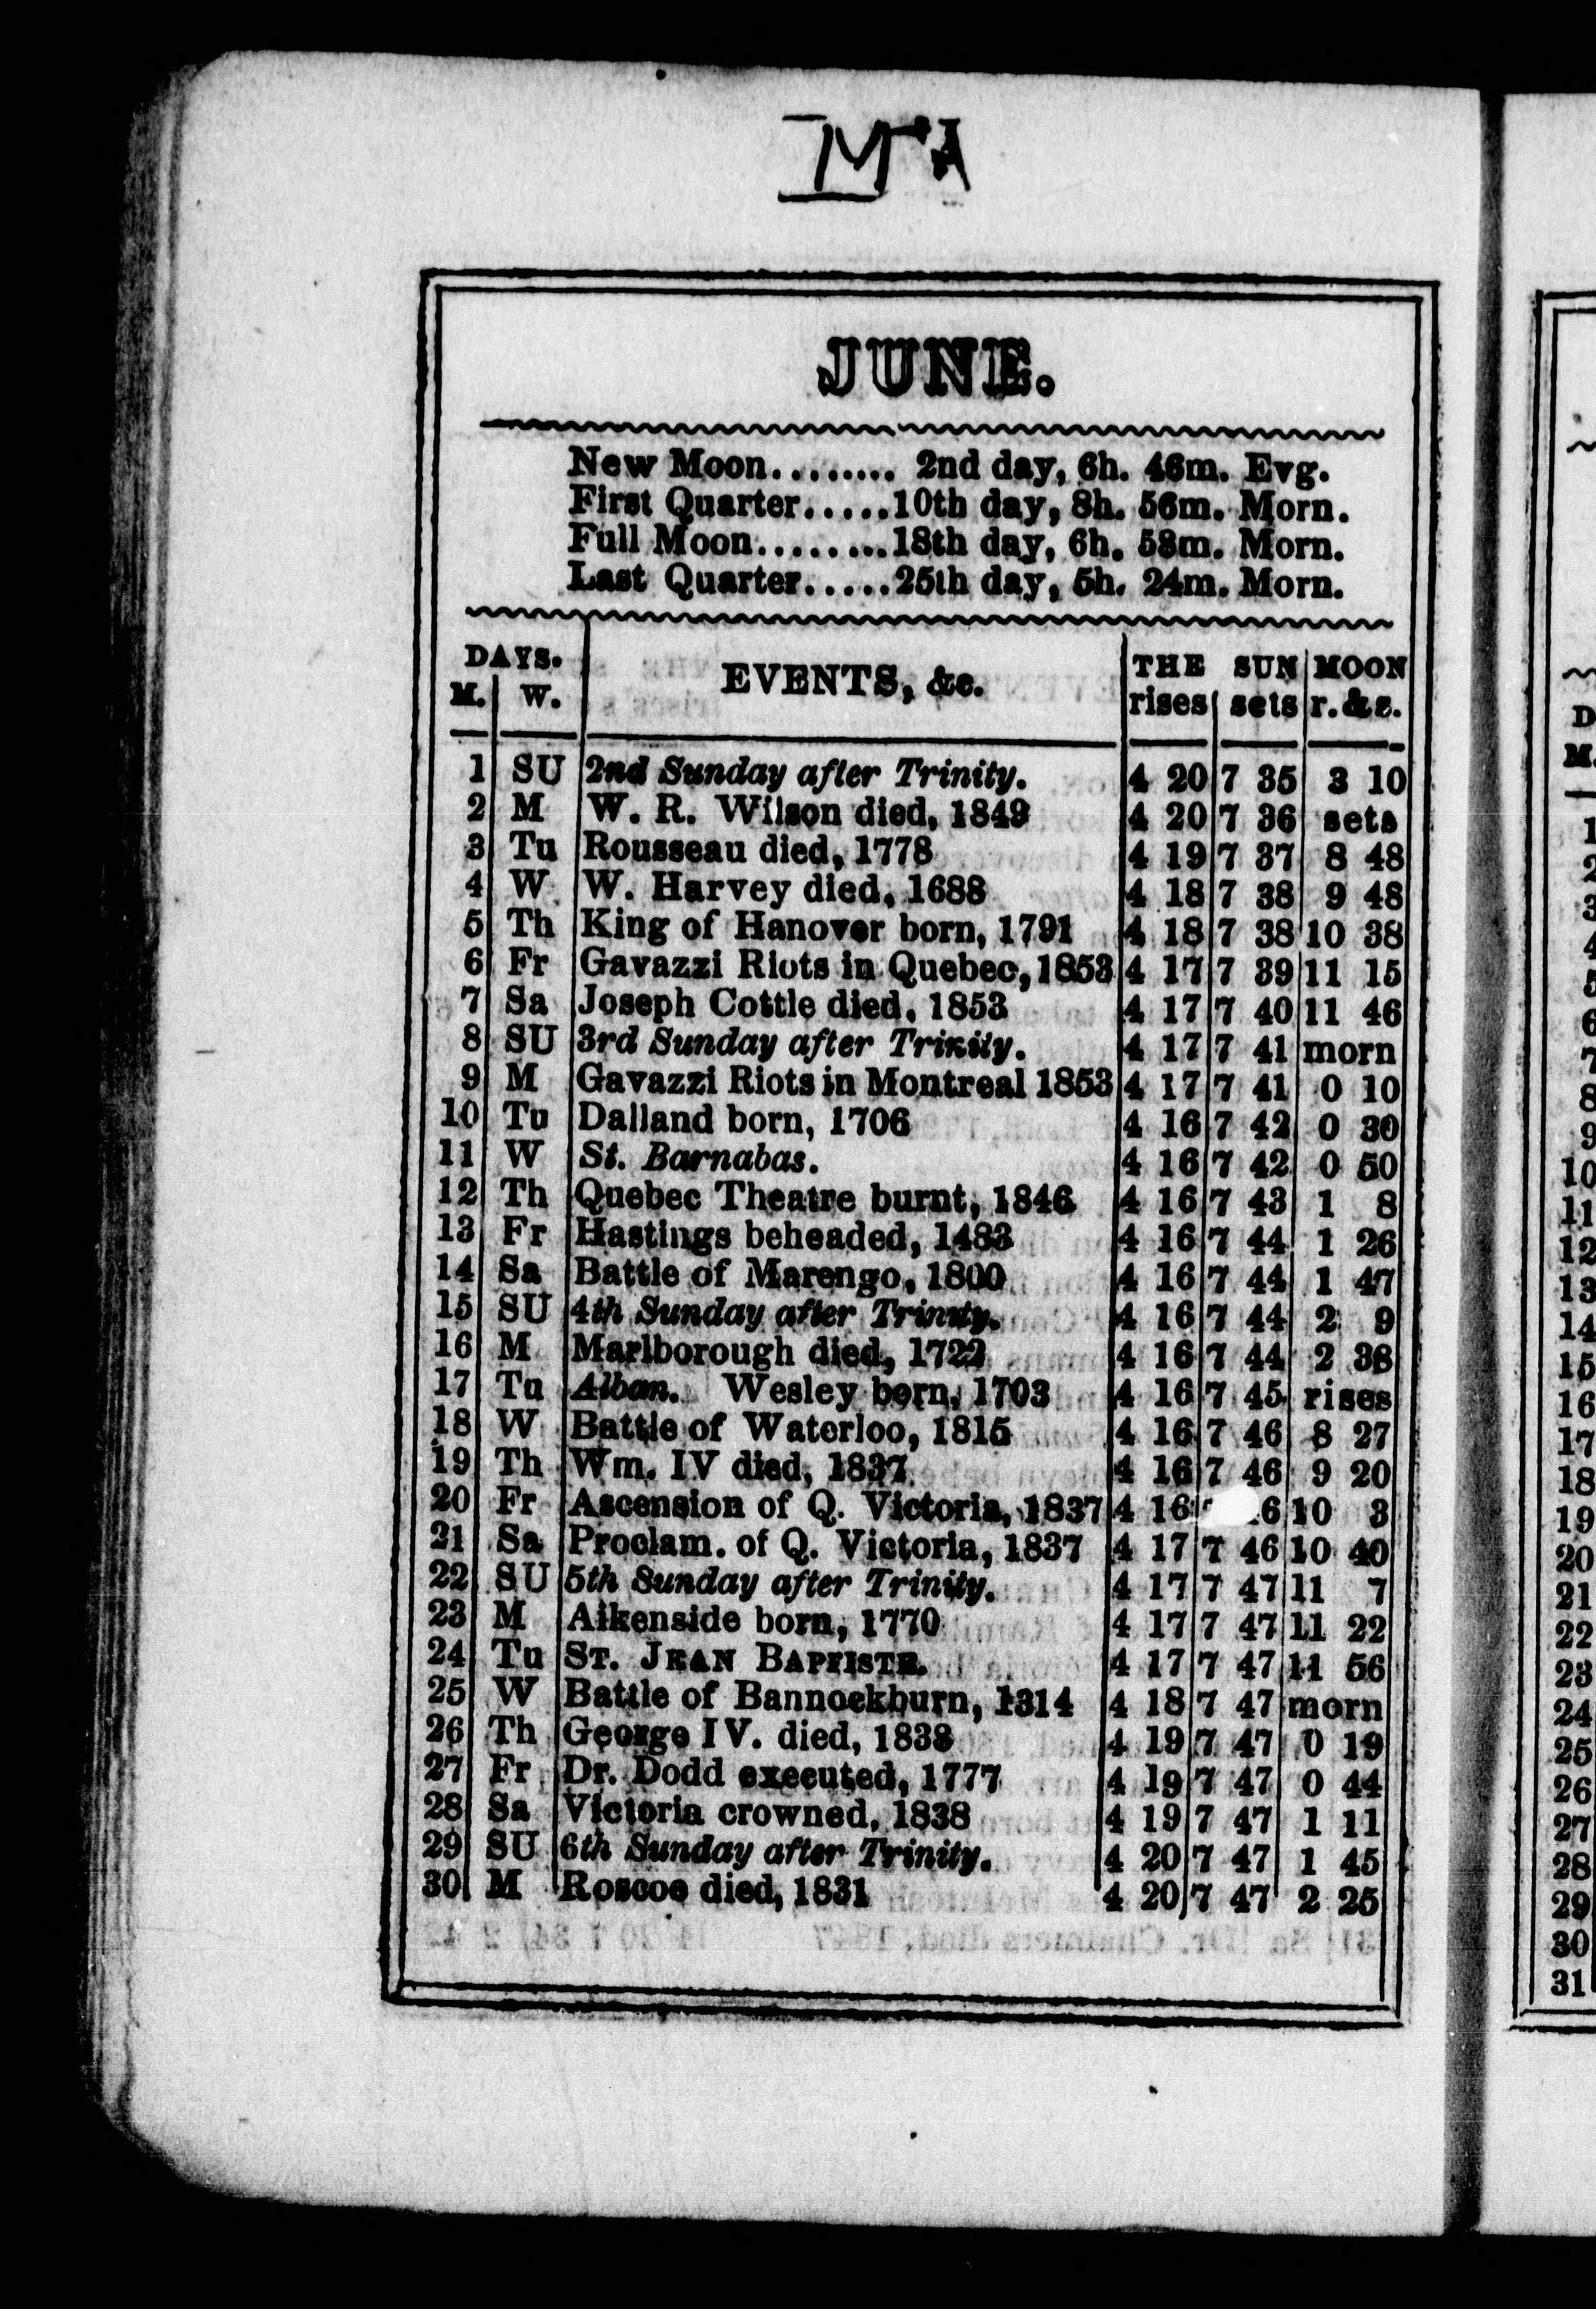 JUNE.
New Moon......... 2nd day, 6h. 46m. Evg.
First Quarter.....10th day, 8h. 56m. Morn.
Full Moon.........18th day, 6h. 58m. Morn.
Last Quarter.....25th day, 5h. 24m. Morn.
DAYS. EVENTS, &c. THE SUN MOON
M. W. rises sets r. & s.
1 SU 2nd Sunday after Trinity. 4 20 7 35 3 10
2 M W. R. Wilson died, 1849 4 20 7 36 sets
3 Tu Rousseau died, 1778 4 19 7 37 8 48
4 W W. Harvey died, 1688 4 18 7 38 9 48
5 Th King of Hanover born, 1791 4 18 7 38 10 38
6 Fr Gavazzi Riots in Quebec, 1853 4 17 7 39 11 15
7 Sa Joseph Cottle died, 1853 4 17 7 40 11 46
8 SU 3rd Sunday after Trinity. 4 17 7 41 morn
9 M Gavazzi Riots in Montreal 1853 4 17 7 41 0 10
10 Tu Dalland born, 1706 4 16 7 42 0 30
11 W St. Barnabas. 4 16 7 42 0 50
12 Th Quebec Theatre burnt, 1846 4 16 7 43 1 8
13 Fr Hastings beheaded, 1483 4 16 7 44 1 26
14 Sa Battle of Marengo, 1800 4 16 7 44 1 47
15 SU 4th Sunday after Trinity. 4 16 7 44 2 9
16 M Marlborough died, 1722 4 16 7 44 2 38
17 Tu Alban. Wesley born, 1703 4 16 7 45 rises
18 W Battle of Waterloo, 1815 4 16 7 46 8 27
19 Th Wm. IV died, 1837 4 16 7 46 9 20
20 Fr Ascension of Q. Victoria, 1837 4 16 6 10 3
21 Sa Proclam. of Q. Victoria, 1837 4 17 7 46 10 40
22 SU 5th Sunday after Trinity. 4 17 7 47 11 7
23 M Aikenside born, 1770 4 17 7 47 11 22
24 Tu ST. JEAN BAPTISTE. 4 17 7 47 11 56
25 W Battle of Bannockburn, 1314 4 18 7 47 morn
26 Th George IV. died, 1838 4 19 7 47 0 19
27 Fr Dr. Dodd executed, 1777 4 19 7 47 0 44
28 Sa Victoria crowned, 1838 4 19 7 47 1 11
29 SU 6th Sunday after Trinity. 4 20 7 47 1 45
30 M Roscoe died, 1831 4 20 7 47 2 25